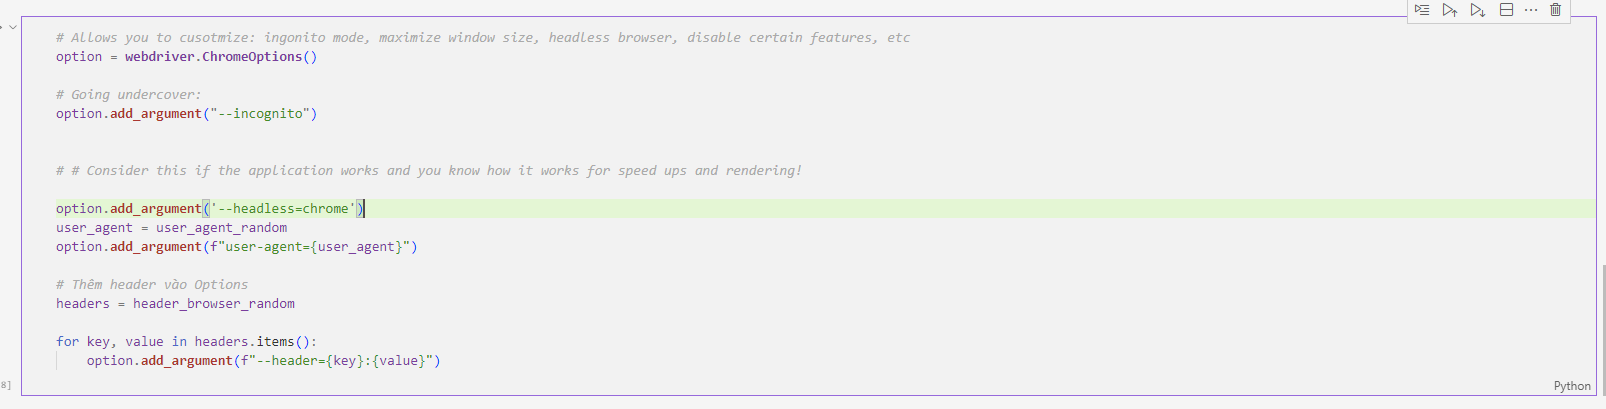 # Allows you to cusotmize: ingonito mode, maximize window size, headless browser, disable certain features, etc
option = webdriver.ChromeOptions()
# Going undercover:
option.add_argument("--incognito")
# # Consider this if the application works and you know how it works for speed ups and rendering!
option.add_argument('--headless=chrome')
user_agent = user_agent_random
option.add_argument(f"user-agent={user_agent}")
# Thêm header vào Options
headers = header_browser_random
for key, value in headers.items():
    option.add_argument(f"--header={key}:{value}")
8]
Python